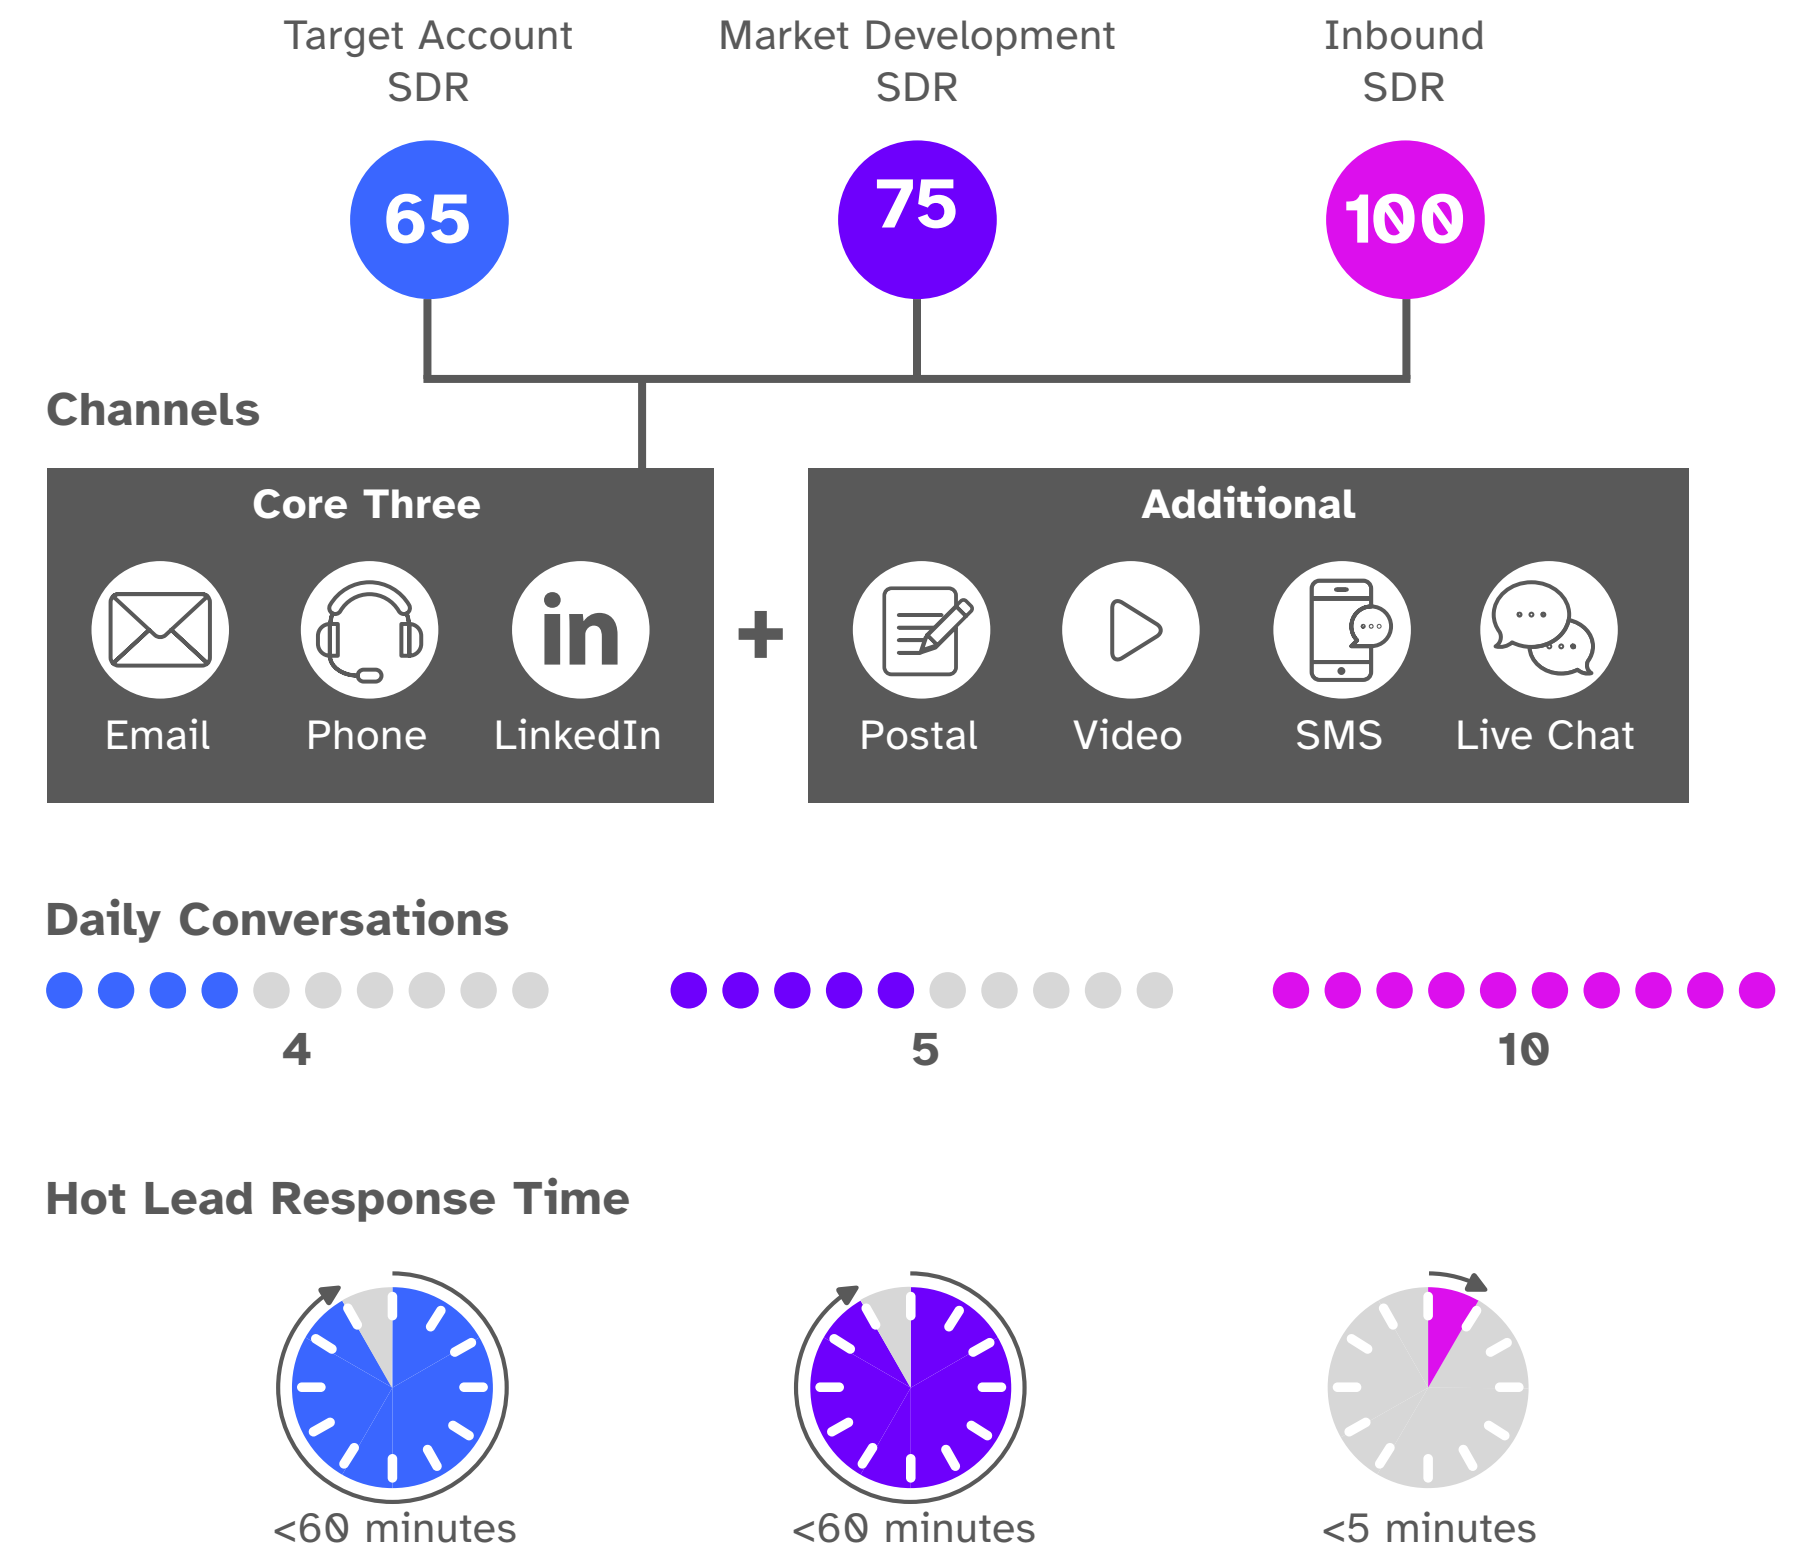 Target Account
SDR
Market Development
SDR
Inbound
SDR
65
75
100
Channels
Core Three
Email
Phone
in
LinkedIn
+
Additional
Postal
Video
SMS
Live Chat
Daily Conversations
4
5
10
Hot Lead Response Time
<60 minutes
<60 minutes
<5 minutes